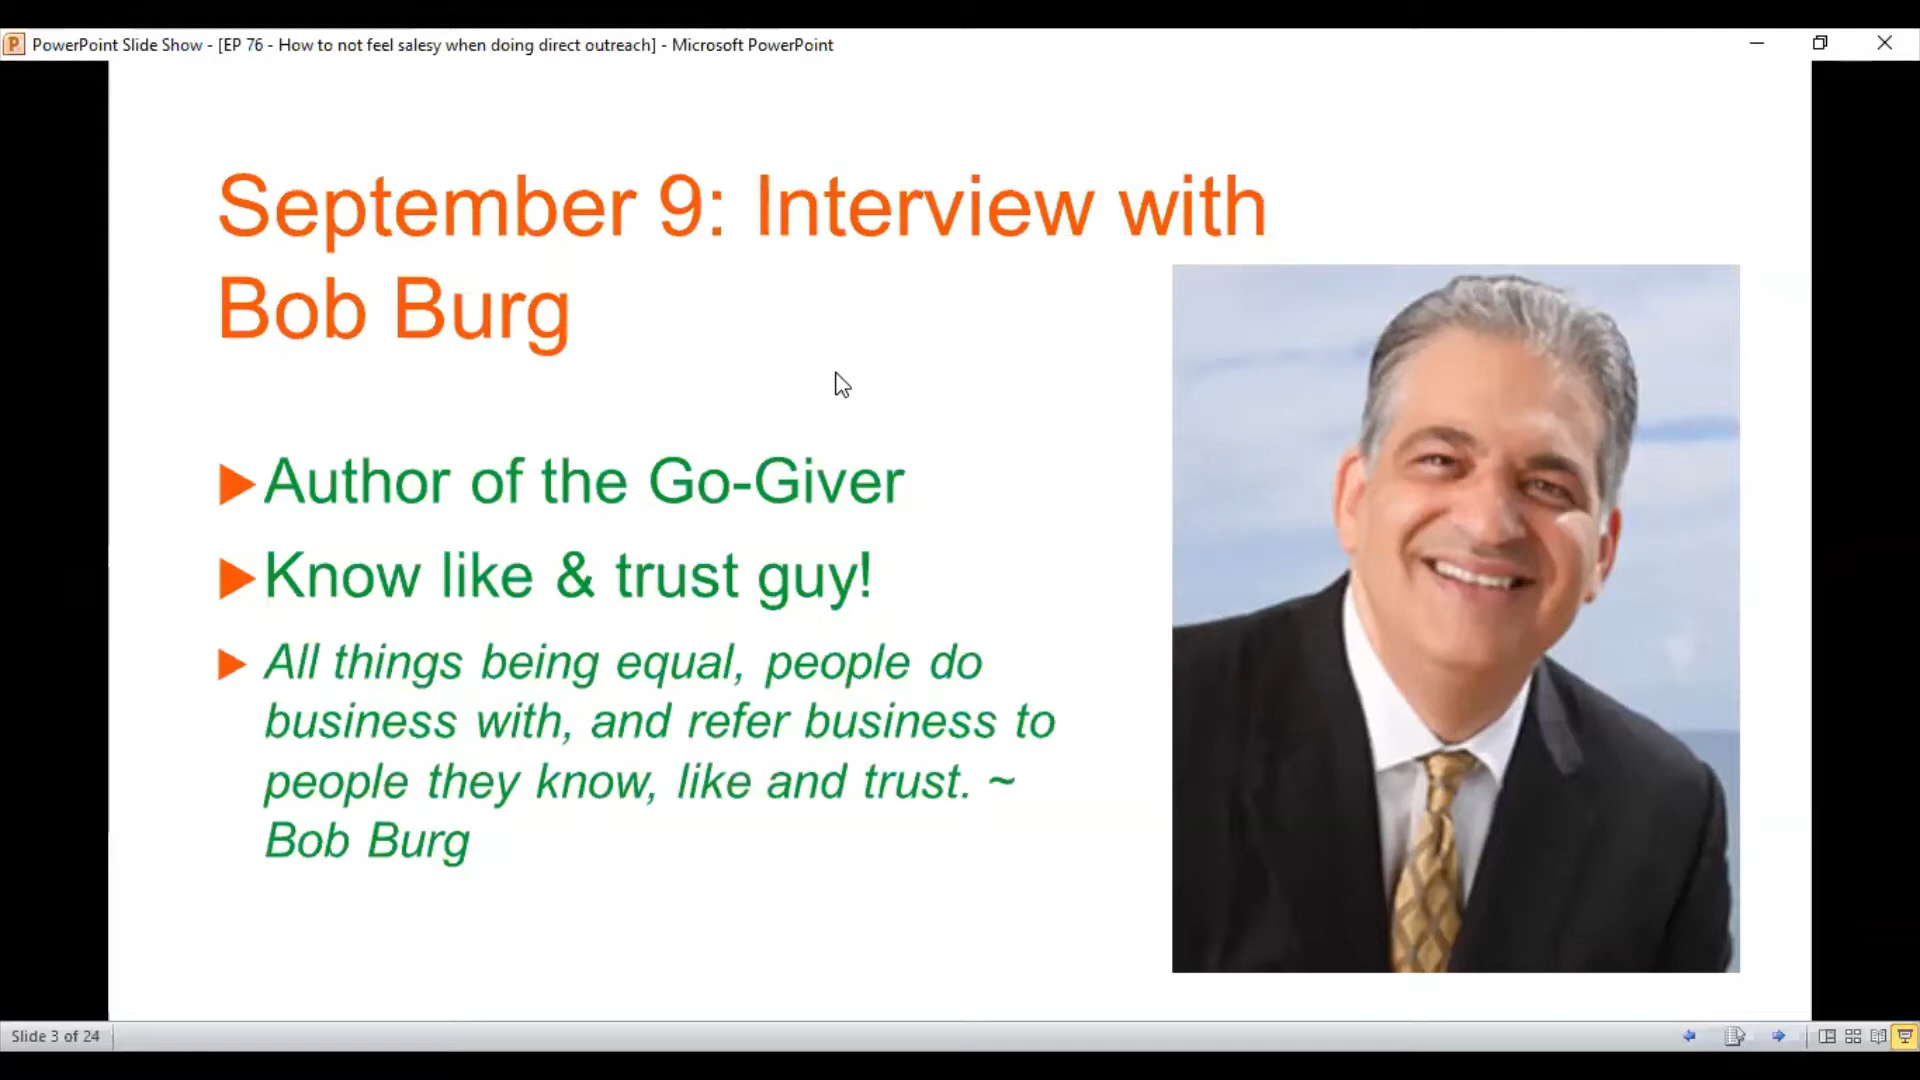 PowerPoint Slide Show - [EP 76 - How to not feel salesy when doing direct outreach] - Microsoft PowerPoint
September 9: Interview with
Bob Burg
Author of the Go-Giver
Know like & trust guy!
All things being equal, people do
business with, and refer business to
people they know, like and trust. ~
Bob Burg
Slide 3 of 24